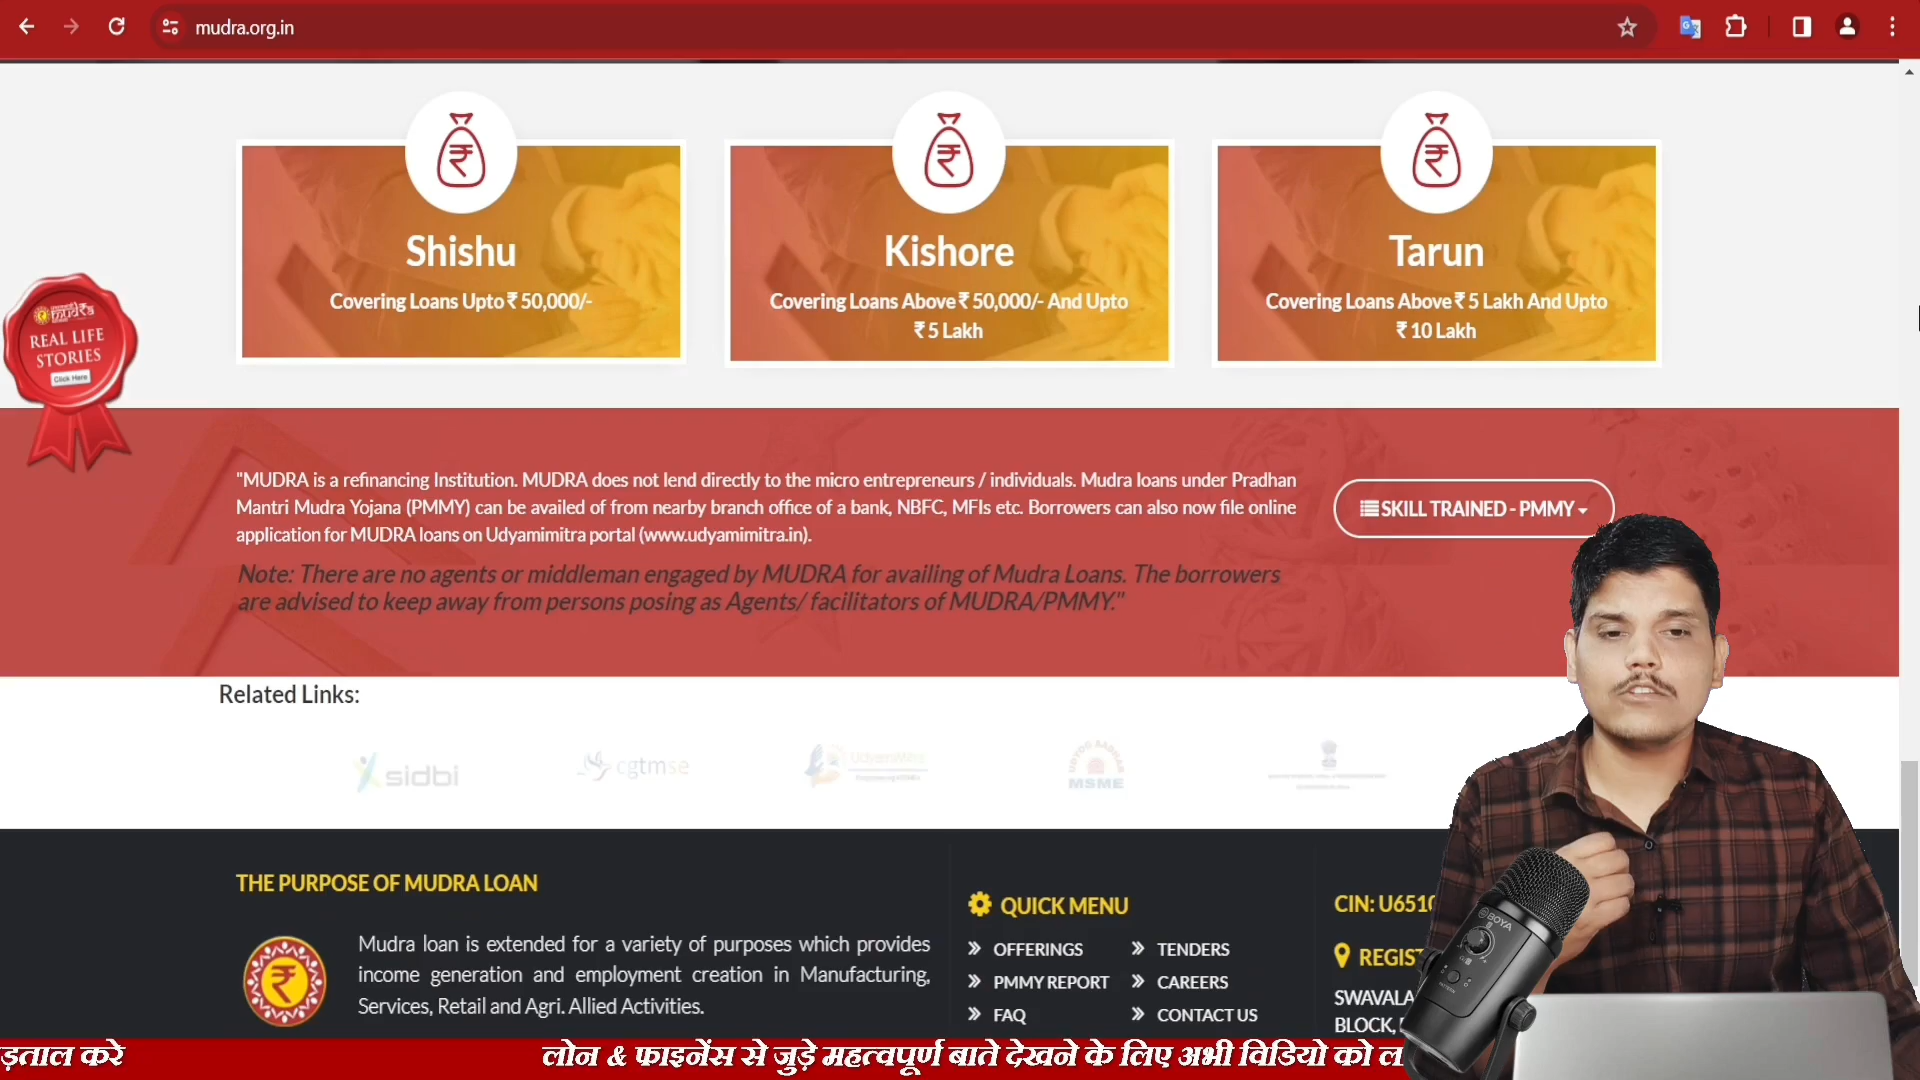 mudra.org.in
Shishu
Covering Loans Upto ₹ 50,000/-
Kishore
Covering Loans Above ₹ 50,000/- And Upto
₹ 5 Lakh
Tarun
Covering Loans Above ₹ 5 Lakh And Upto
₹ 10 Lakh
REAL LIFE
STORIES
Click Here
"MUDRA is a refinancing Institution. MUDRA does not lend directly to the micro entrepreneurs / individuals. Mudra loans under Pradhan
Mantri Mudra Yojana (PMMY) can be availed of from nearby branch office of a bank, NBFC, MFIs etc. Borrowers can also now file online
application for MUDRA loans on Udyamimitra portal (www.udyamimitra.in).
Note: There are no agents or middleman engaged by MUDRA for availing of Mudra Loans. The borrowers
are advised to keep away from persons posing as Agents/ facilitators of MUDRA/PMMY."
SKILL TRAINED - PMMY
Related Links:
sidbi
cgtmse
UdyamiMitra
UDYOG AADHAAR
MSME
THE PURPOSE OF MUDRA LOAN
Mudra loan is extended for a variety of purposes which provides
income generation and employment creation in Manufacturing,
Services, Retail and Agri. Allied Activities.
QUICK MENU
OFFERINGS
TENDERS
PMMY REPORT
CAREERS
FAQ
CONTACT US
CIN: U6510
REGIST
SWAVALA
BLOCK,
BOYA
ड़ताल करे
लोन & फाइनेंस से जुड़े महत्वपूर्ण बाते देखने के लिए अभी विडियो को ल